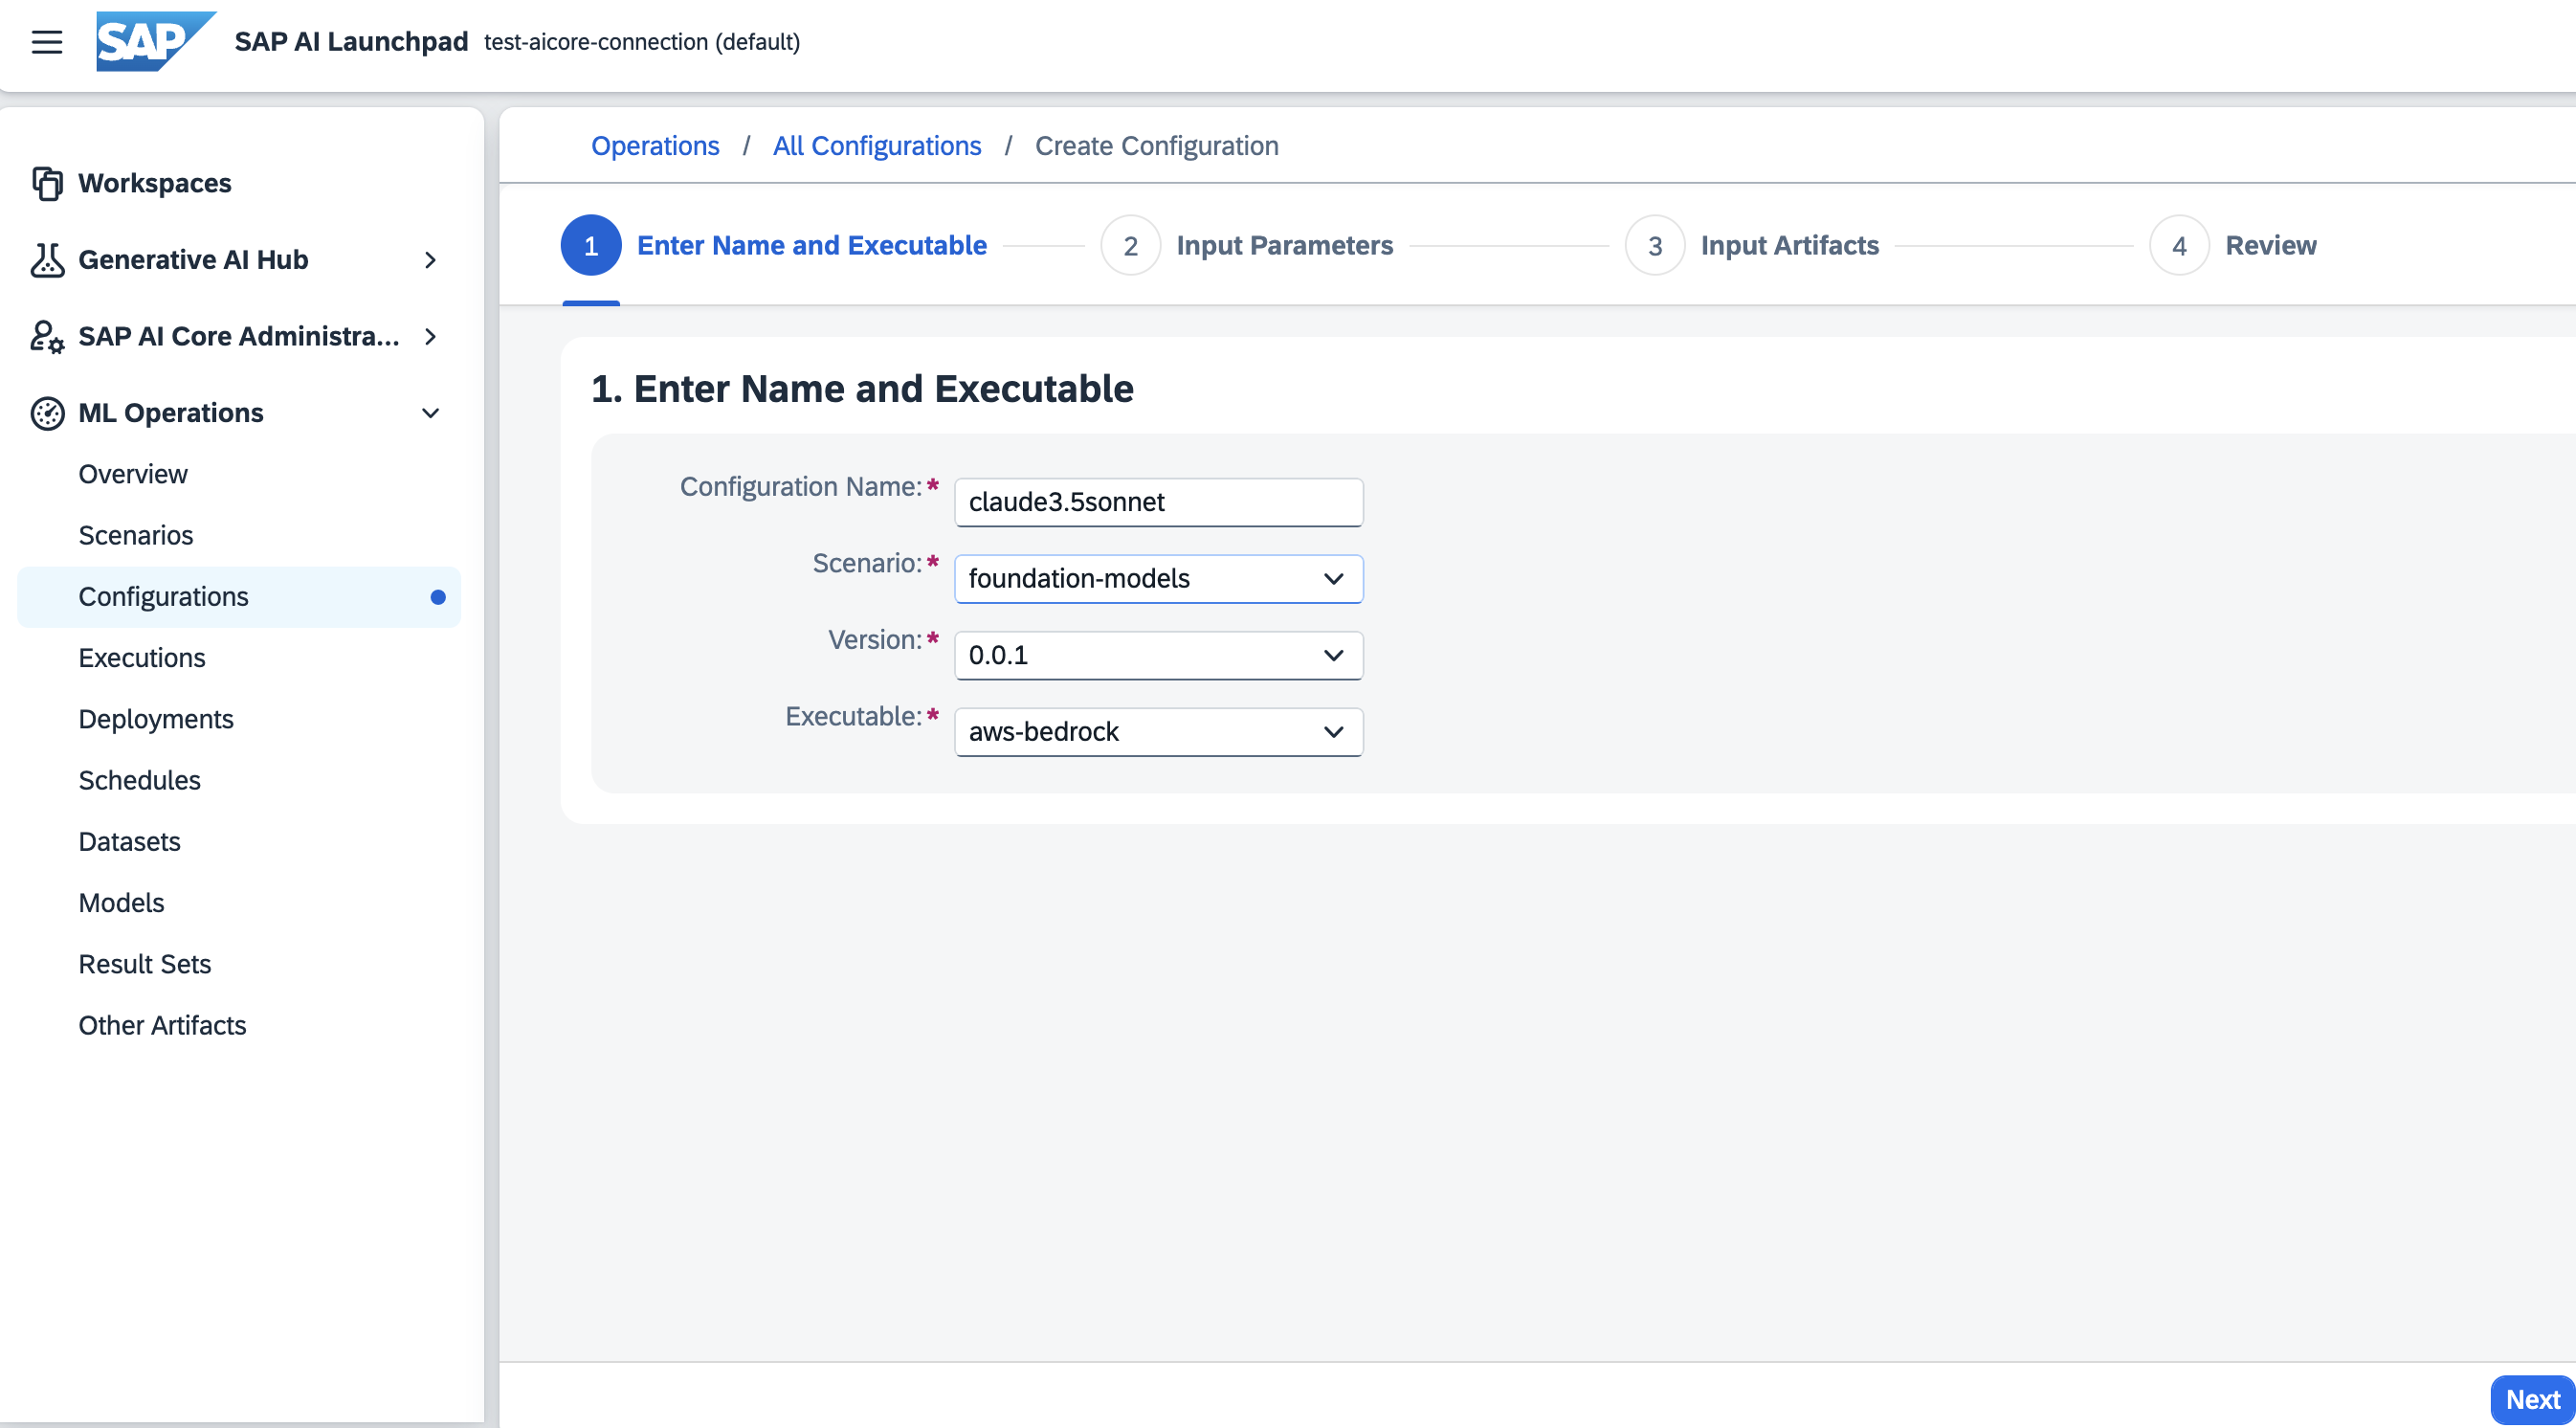 SAP SAP AI Launchpad test-aicore-connection (default)
Workspaces
Generative AI Hub
SAP AI Core Administra...
ML Operations
Overview
Scenarios
Configurations
Executions
Deployments
Schedules
Datasets
Models
Result Sets
Other Artifacts
Operations / All Configurations / Create Configuration
1 Enter Name and Executable 2 Input Parameters 3 Input Artifacts 4 Review
1. Enter Name and Executable
Configuration Name:* claude3.5sonnet
Scenario:* foundation-models
Version:* 0.0.1
Executable:* aws-bedrock
Next